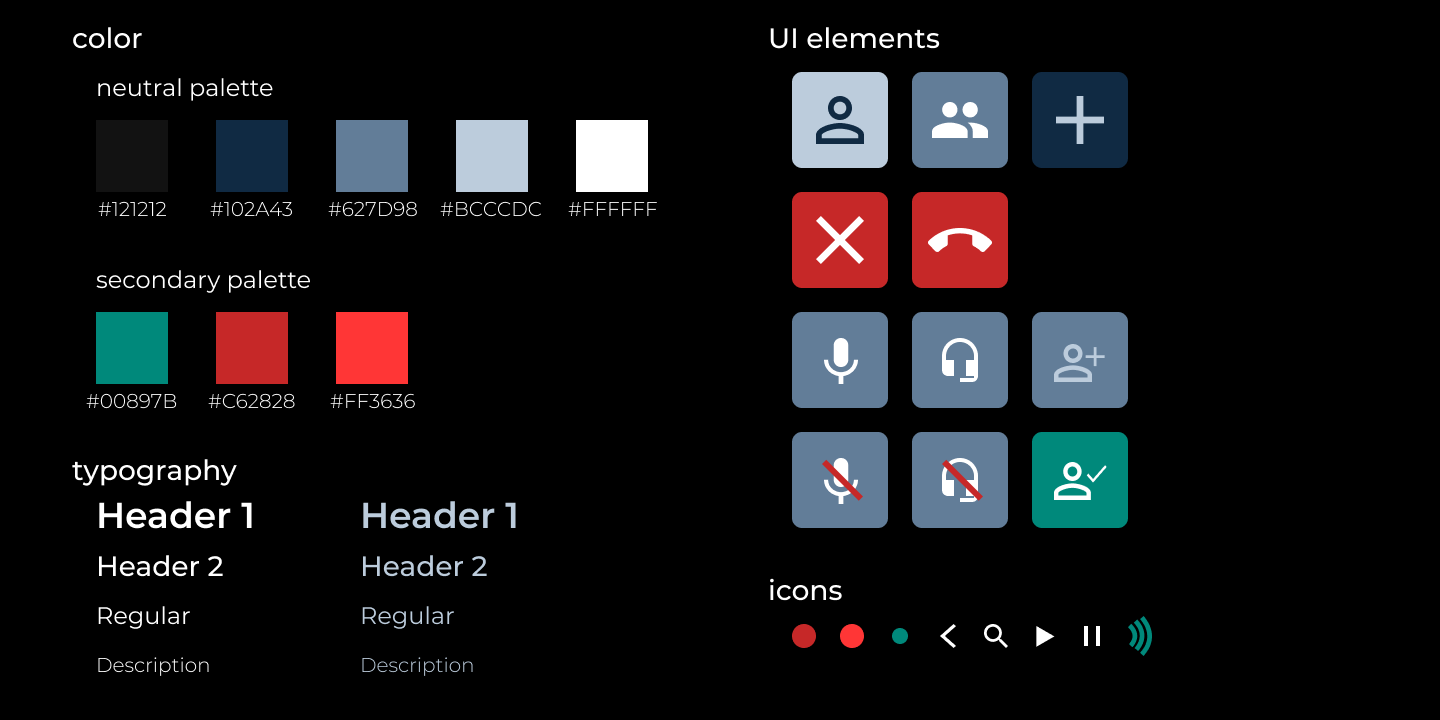 color
neutral palette
#121212 #102A43 #627D98 #BCCCDC #FFFFFF
secondary palette
#00897B #C62828 #FF3636
typography
Header 1 Header 1
Header 2 Header 2
Regular Regular
Description Description
UI elements
icons